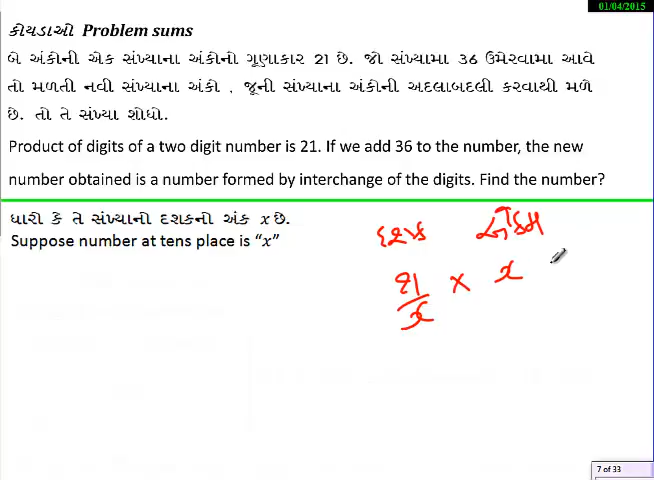 01/04/2015
કોયડાઓ Problem sums
બે અંકોની એક સંખ્યાના અંકોનો ગૂણાકાર 21 છે. જો સંખ્યામા 36 ઉમેરવામા આવે
તો મળતી નવી સંખ્યાના અંકો , જૂની સંખ્યાના અંકોની અદલાબદલી કરવાથી મળે
છે. તો તે સંખ્યા શોધો.
Product of digits of a two digit number is 21. If we add 36 to the number, the new
number obtained is a number formed by interchange of the digits. Find the number?
ધારો કે તે સંખ્યાનો દશકનો અંક x છે.
Suppose number at tens place is “x”
દશક એકમ
૨૧/x × x
7 of 33